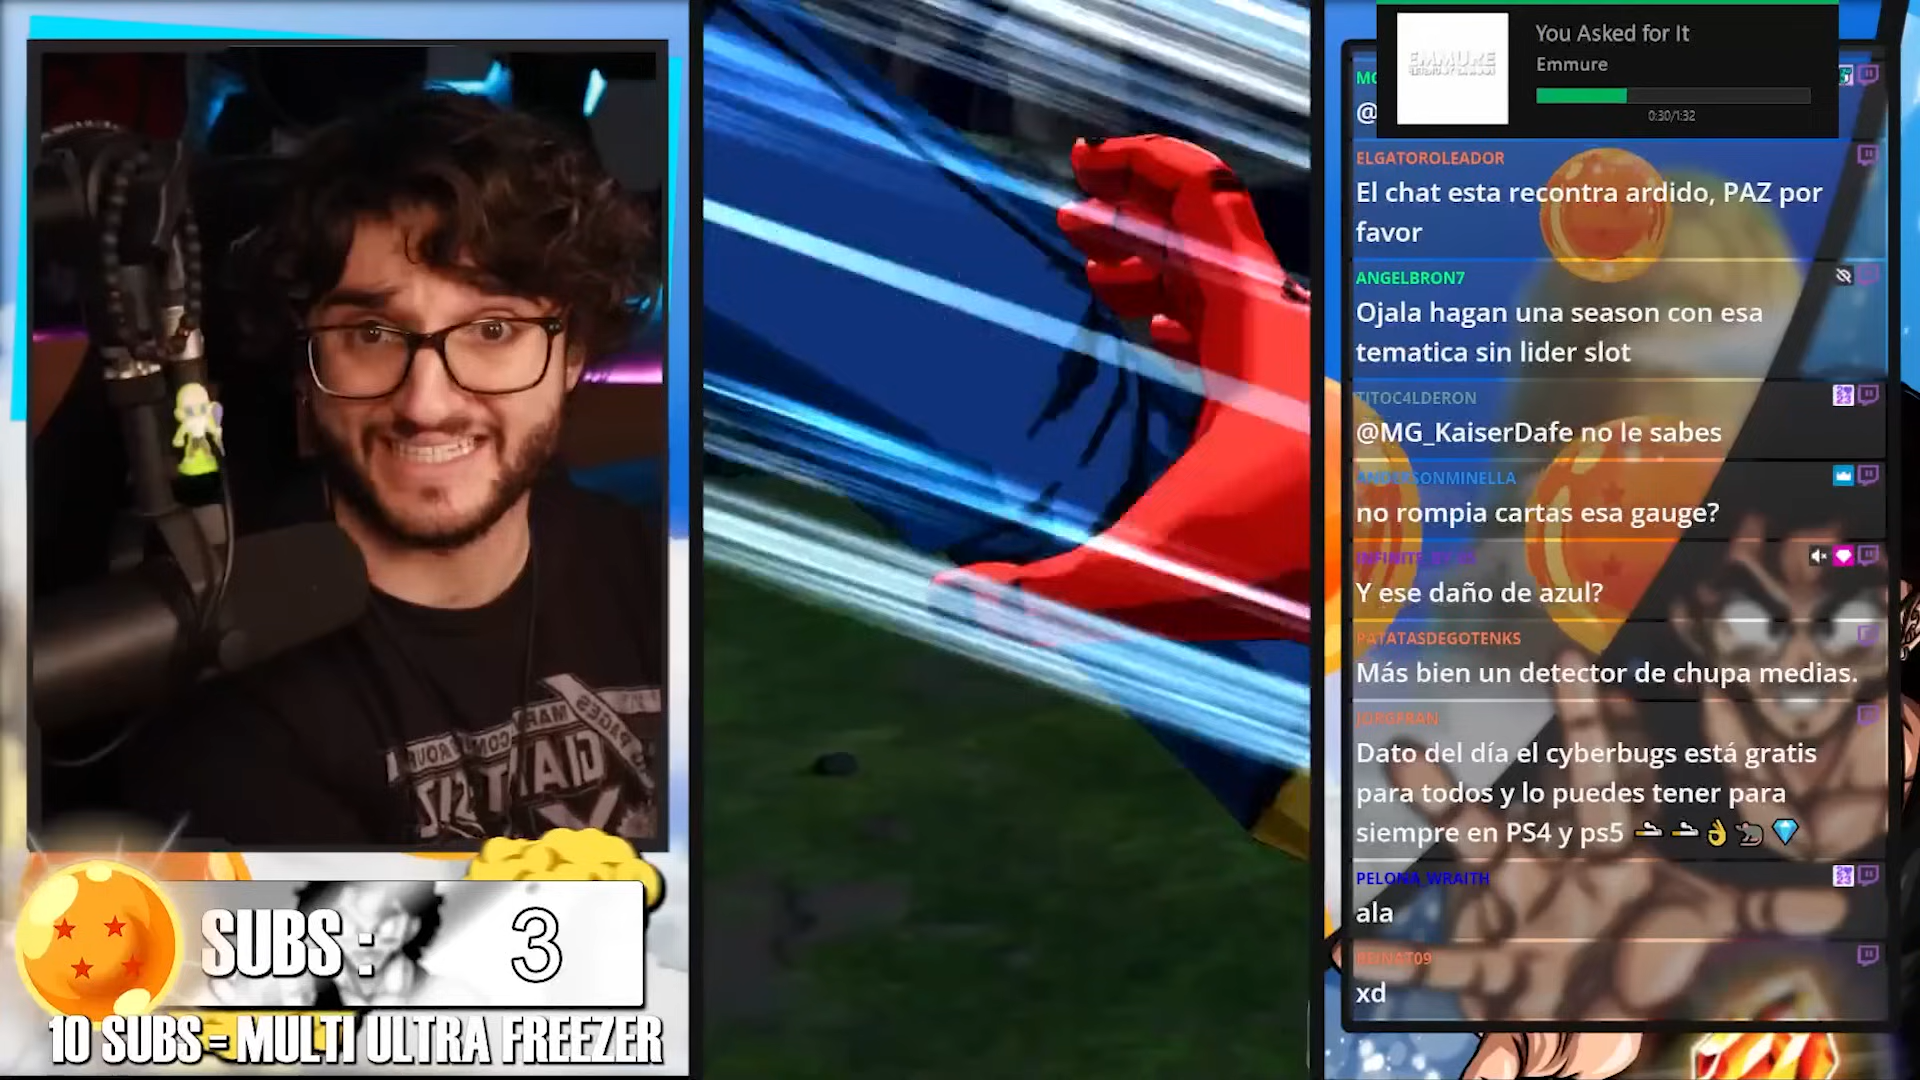 You Asked for It
Emmure
0:30/1:32
EMMURE
@
ELGATOROLEADOR
El chat esta recontra ardido, PAZ por
favor
ANGELBRON7
Ojala hagan una season con esa
tematica sin lider slot
TITOC4LDERON
@MG_KaiserDafe no le sabes
ANDERSONMINELLA
no rompia cartas esa gauge?
Y ese daño de azul?
PATATASDEGOTENKS
Más bien un detector de chupa medias.
JORGFRAN
Dato del día el cyberbugs está gratis
para todos y lo puedes tener para
siempre en PS4 y ps5
PELONA_WRAITH
ala
xd
SUBS: 3
10 SUBS = MULTI ULTRA FREEZER